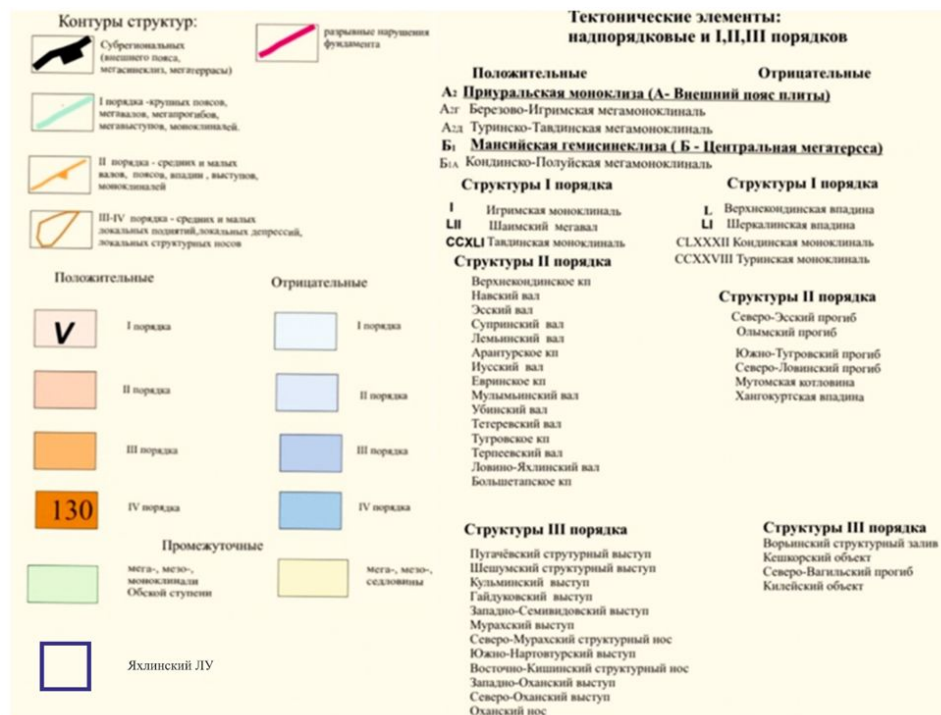 Контуры структур:
Субрегиональных
(внешнего пояса,
мегасинеклиз, мегатеррасы)
разрывные нарушения
фундамента
I порядка -крупных поясов,
мегавалов, мегапрогибов,
мегавыступов, моноклиналей.
II порядка - средних и малых
валов, поясов, впадин , выступов,
моноклиналей
III-IV порядка - средних и малых
локальных поднятий,локальных депрессий,
локальных структурных носов
Положительные
Отрицательные
V
I порядка
I порядка
II порядка
II порядка
III порядка
III порядка
130
IV порядка
IV порядка
Промежуточные
мега-, мезо-,
моноклинали
Обской ступени
мега-, мезо-,
седловины
Яхлинский ЛУ
Тектонические элементы:
надпорядковые и I,II,III порядков
Положительные
Отрицательные
А2 Приуральская моноклиза (А- Внешний пояс плиты)
А2Г Березово-Игримская мегамоноклиналь
А2Д Туринско-Тавдинская мегамоноклиналь
Б1 Мансийская гемисинеклиза ( Б - Центральная мегатерсса)
Б1А Кондинско-Полуйская мегамоноклиналь
Структуры I порядка
I Игримская моноклиналь
LII Шаимский мегавал
CCXLI Тавдинская моноклиналь
Структуры I порядка
L Верхнекондинская впадина
LI Шеркалинская впадина
CLXXXII Кондинская моноклиналь
CCXXVIII Туринская моноклиналь
Структуры II порядка
Верхнекондинское кп
Навский вал
Эсский вал
Супринский вал
Лемьинский вал
Арантурское кп
Иусский вал
Евринское кп
Мулымьинский вал
Убинский вал
Тетеревский вал
Тугровское кп
Терпеевский вал
Ловино-Яхлинский вал
Большетапское кп
Структуры II порядка
Северо-Эсский прогиб
Олымский прогиб
Южно-Тугровский прогиб
Северо-Ловинский прогиб
Мутомская котловина
Хангокуртская впадина
Структуры III порядка
Пугачёвский струтурный выступ
Шешумский структурный выступ
Кульминский выступ
Гайдуковский выступ
Западно-Семивидовский выступ
Мурахский выступ
Северо-Мурахский структурный нос
Южно-Нартовтурский выступ
Восточно-Кишинский структурный нос
Западно-Оханский выступ
Северо-Оханский выступ
Оханский нос
Структуры III порядка
Ворьинский структурный залив
Кешкорский объект
Северо-Вагильский прогиб
Килейский объект